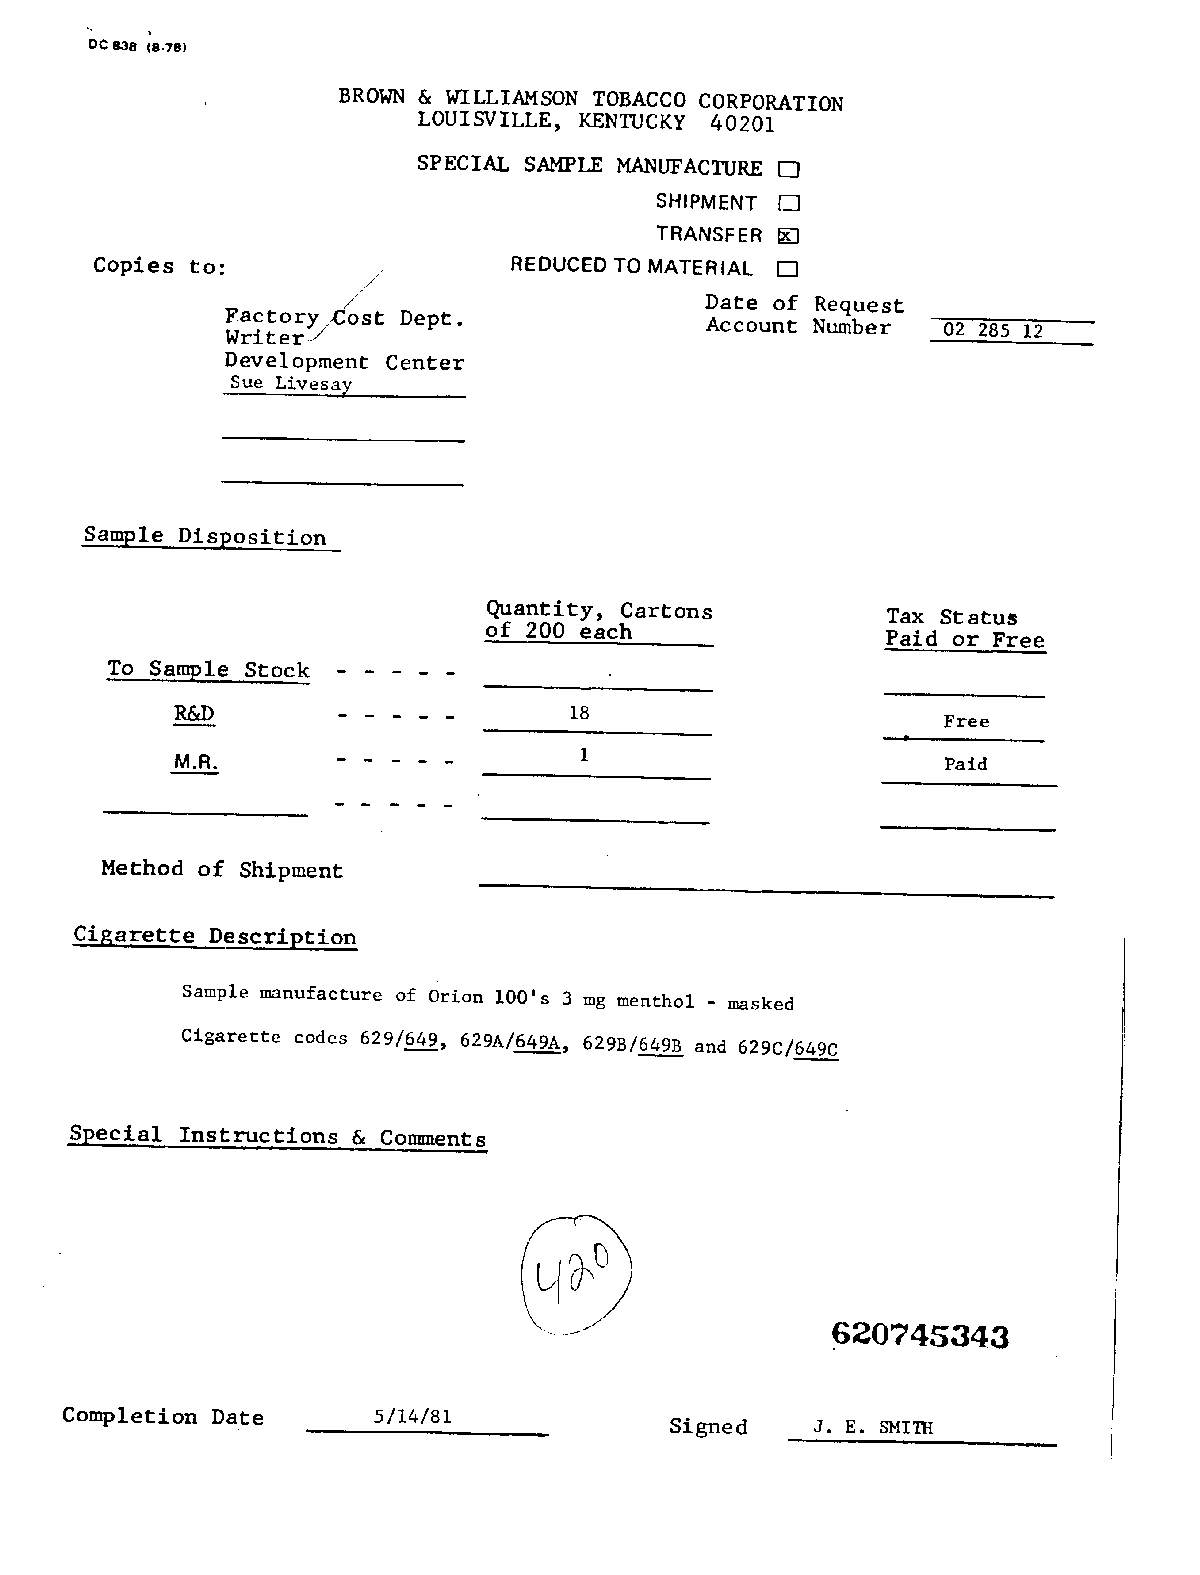 DC 838 (8-78)
BROWN & WILLIAMSON TOBACCO CORPORATION
LOUISVILLE, KENTUCKY 40201
SPECIAL SAMPLE MANUFACTURE ☐
SHIPMENT ☐
TRANSFER ☒
Copies to: REDUCED TO MATERIAL ☐
Date of Request
Factory Cost Dept. Account Number 02 285 12
Writer
Development Center
Sue Livesay
Sample Disposition
Quantity, Cartons Tax Status
of 200 each Paid or Free
To Sample Stock - - - - -
R&D - - - - - 18 Free
M.R. - - - - - 1 Paid
- - - - -
Method of Shipment
Cigarette Description
Sample manufacture of Orion 100's 3 mg menthol - masked
Cigarette codes 629/649, 629A/649A, 629B/649B and 629C/649C
Special Instructions & Comments
420
620745343
Completion Date 5/14/81 Signed J. E. SMITH